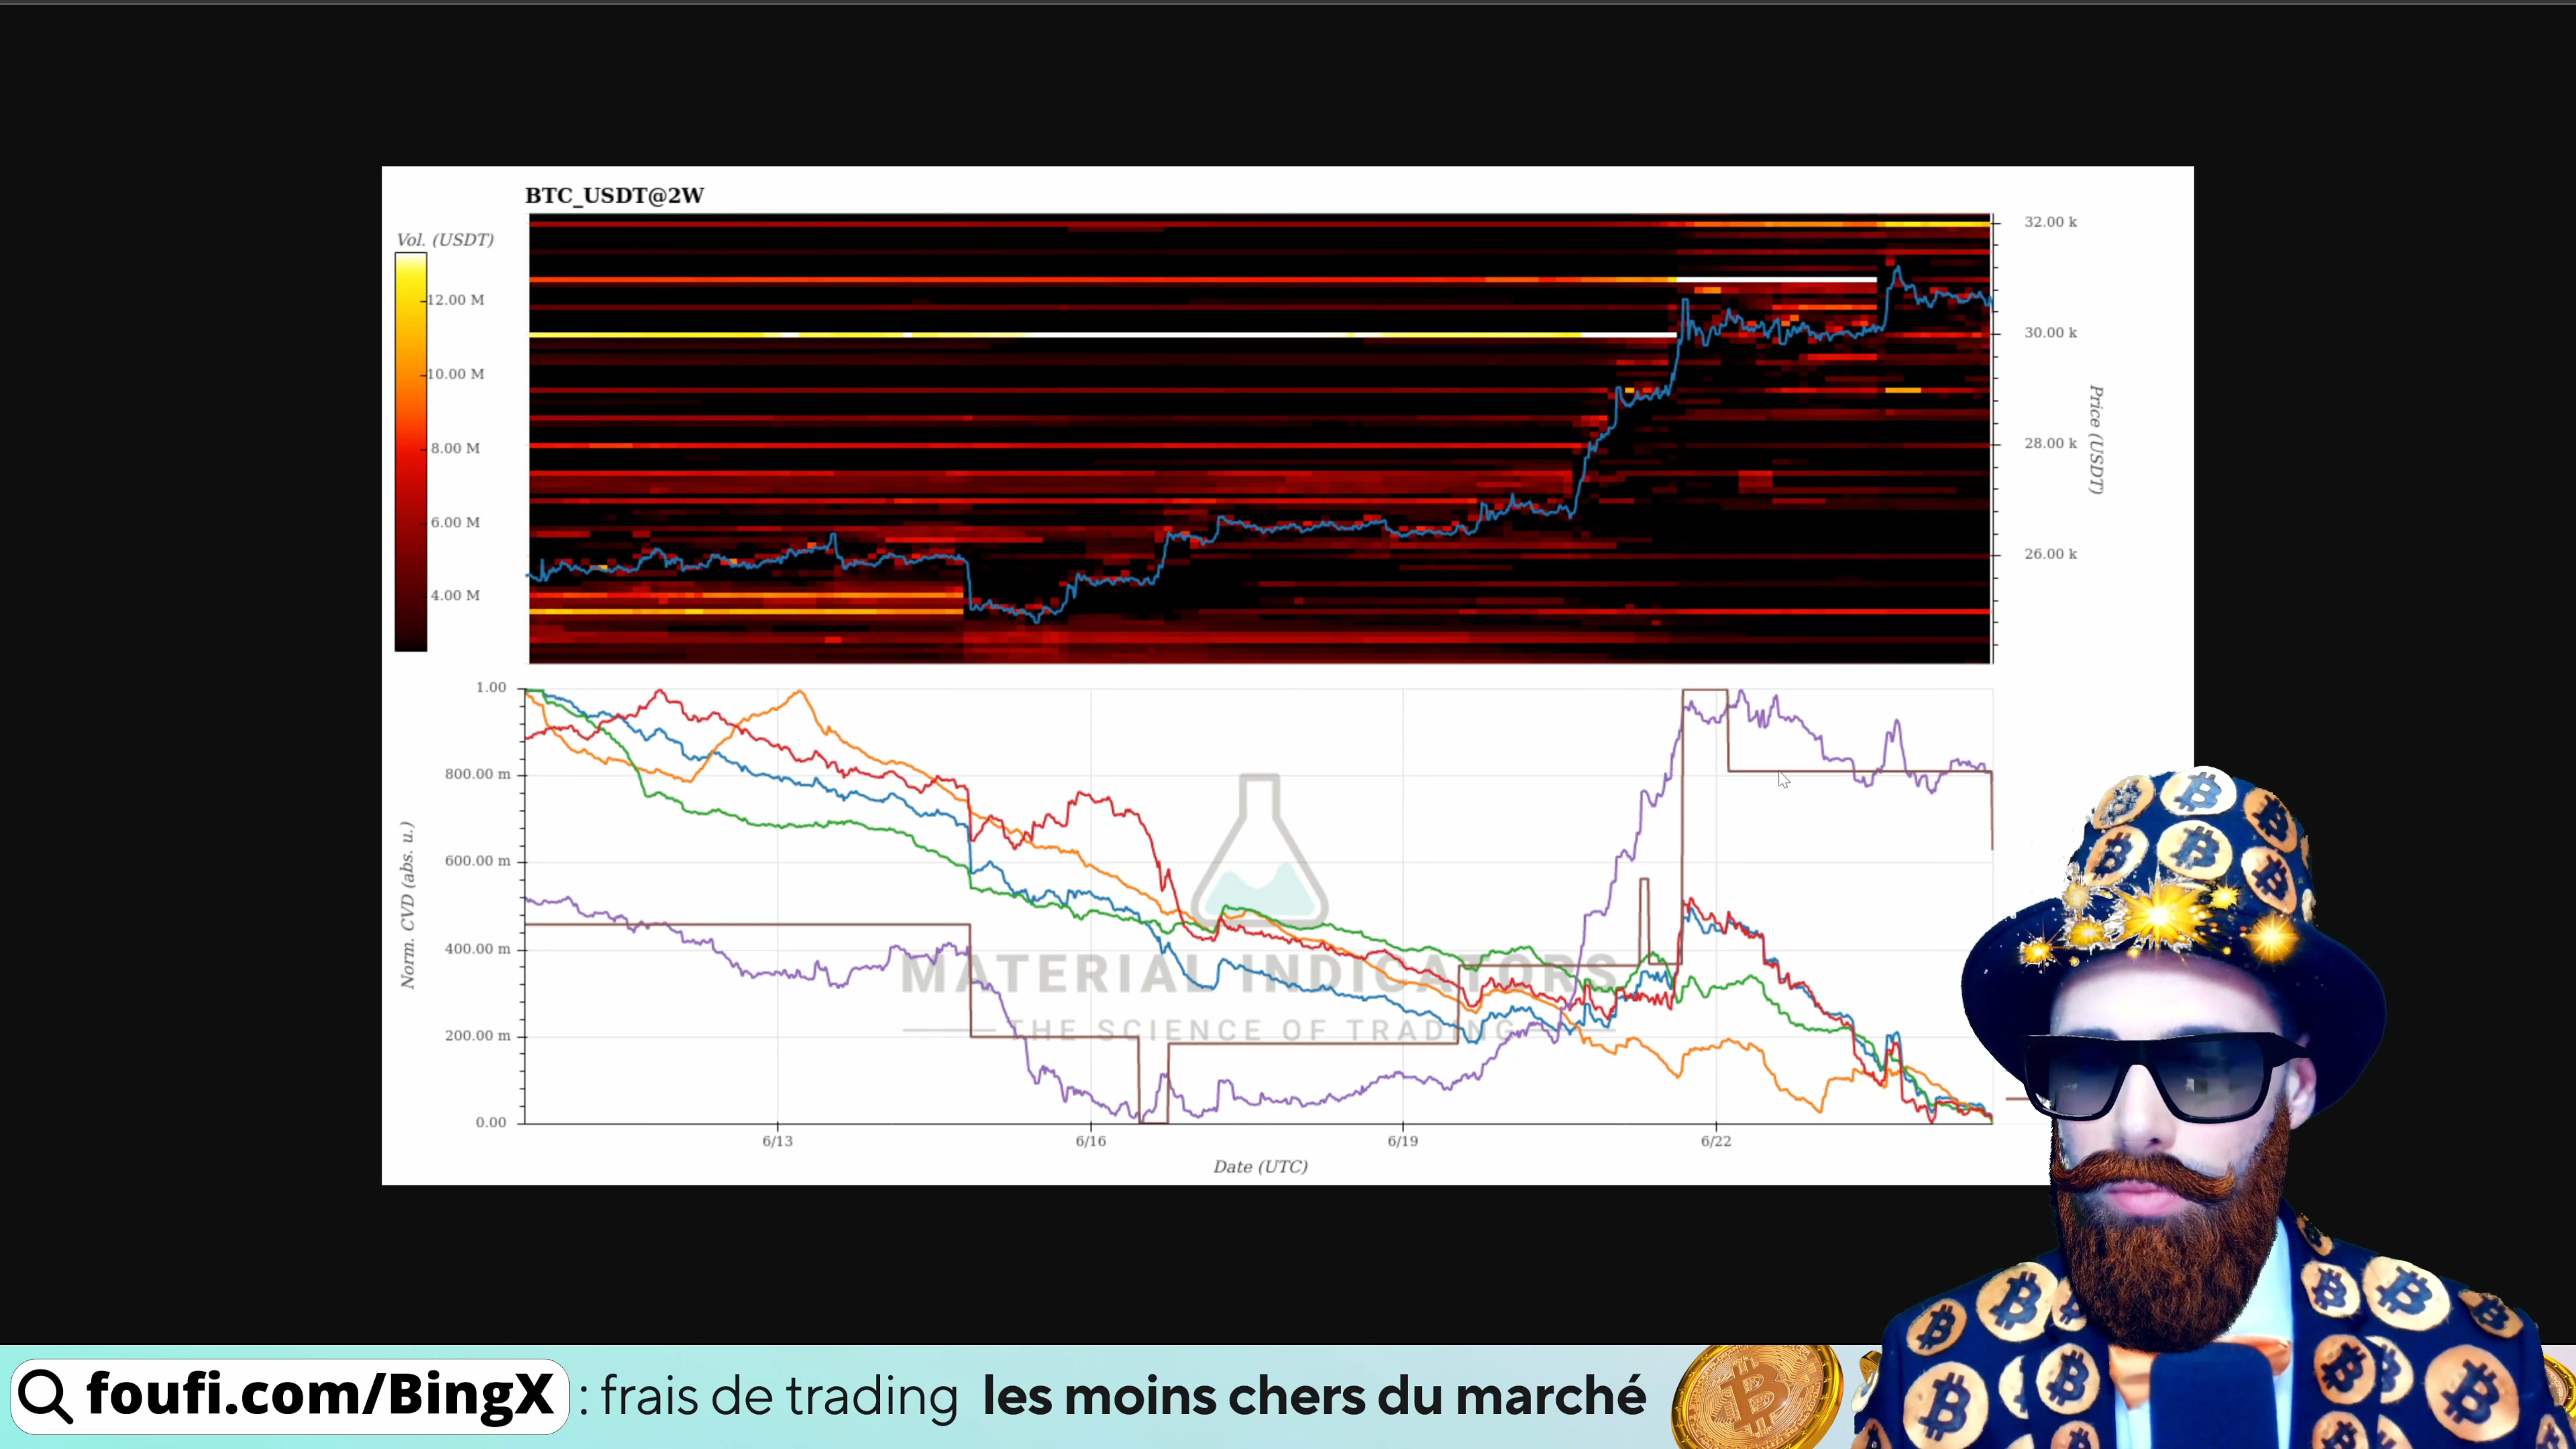 BTC_USDT@2W
Vol. (USDT)
12.00 M
10.00 M
8.00 M
6.00 M
4.00 M
32.00 k
30.00 k
28.00 k
26.00 k
Price (USDT)
1.00
800.00 m
600.00 m
400.00 m
200.00 m
0.00
Norm. CVD (abs. u.)
MATERIAL INDICATORS
THE SCIENCE OF TRADING
6/13
6/16
6/19
6/22
Date (UTC)
foufi.com/BingX : frais de trading les moins chers du marché